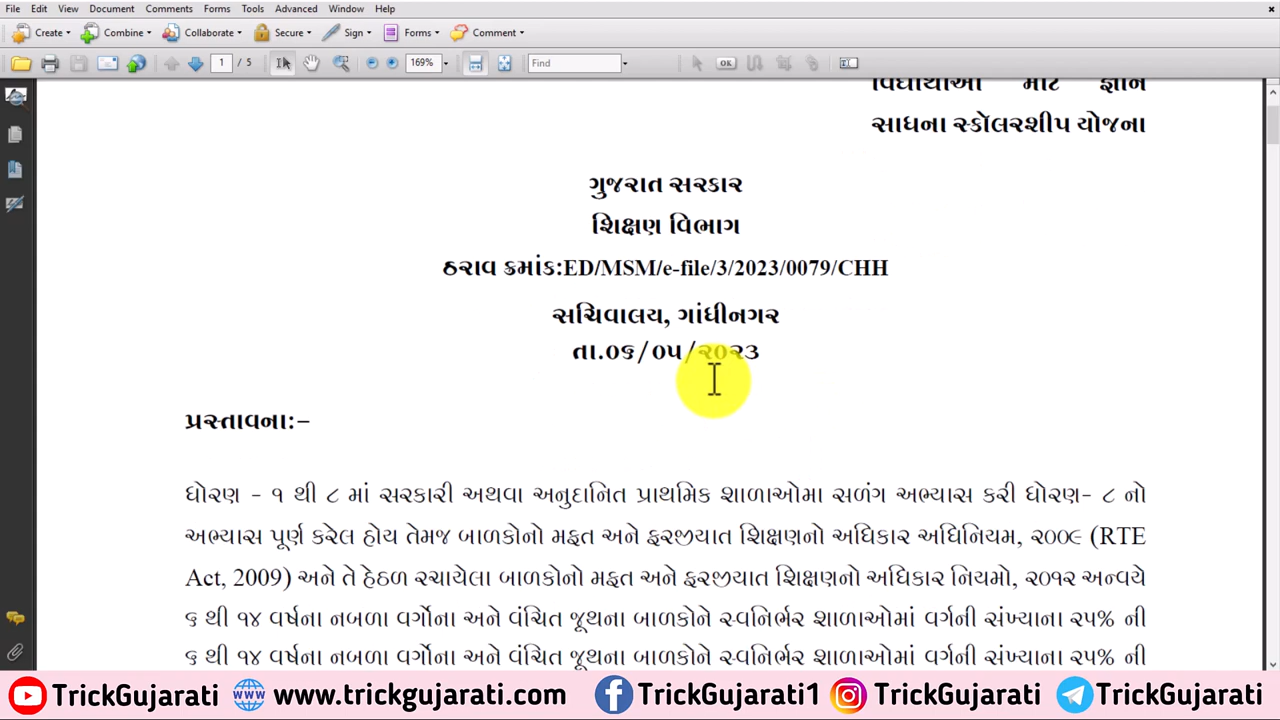 File Edit View Document Comments Forms Tools Advanced Window Help
Create Combine Collaborate Secure Sign Forms Comment
1 / 5 169% Find
વિદ્યાર્થીઓ માટે જ્ઞાન
સાધના સ્કૉલરશીપ યોજના
ગુજરાત સરકાર
શિક્ષણ વિભાગ
ઠરાવ ક્રમાંક:ED/MSM/e-file/3/2023/0079/CHH
સચિવાલય, ગાંધીનગર
તા.૦૬/૦૫/૨૦૨૩
પ્રસ્તાવના:–
ધોરણ - ૧ થી ૮ માં સરકારી અથવા અનુદાનિત પ્રાથમિક શાળાઓમા સળંગ અભ્યાસ કરી ધોરણ- ૮ નો
અભ્યાસ પૂર્ણ કરેલ હોય તેમજ બાળકોનો મફત અને ફરજીયાત શિક્ષણનો અધિકાર અધિનિયમ, ૨૦૦૯ (RTE
Act, 2009) અને તે હેઠળ રચાયેલા બાળકોનો મફત અને ફરજીયાત શિક્ષણનો અધિકાર નિયમો, ૨૦૧૨ અન્વયે
૬ થી ૧૪ વર્ષના નબળા વર્ગોના અને વંચિત જૂથના બાળકોને સ્વનિર્ભર શાળાઓમાં વર્ગની સંખ્યાના ૨૫% ની
૬ થી ૧૪ વર્ષના નબળા વર્ગોના અને વંચિત જૂથના બાળકોને સ્વનિર્ભર શાળાઓમાં વર્ગની સંખ્યાના ૨૫% ની
TrickGujarati www.trickgujarati.com TrickGujarati1 TrickGujarati TrickGujarati